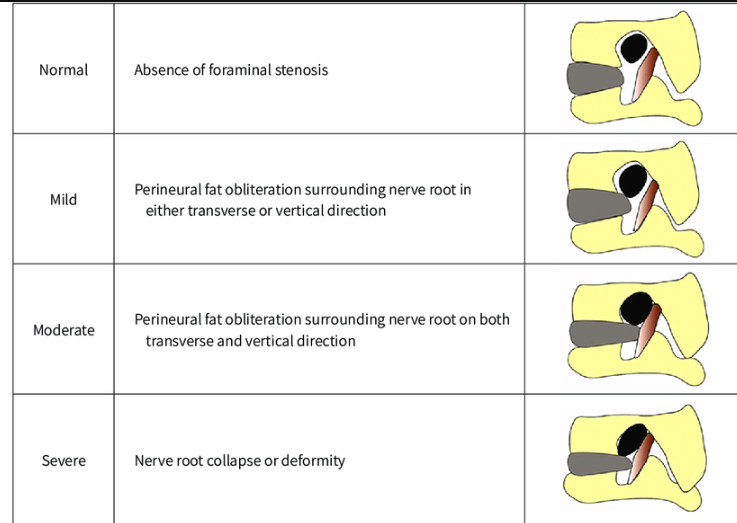 Normal
Absence of foraminal stenosis
Mild
Perineural fat obliteration surrounding nerve root in
either transverse or vertical direction
Moderate
Perineural fat obliteration surrounding nerve root on both
transverse and vertical direction
Severe
Nerve root collapse or deformity